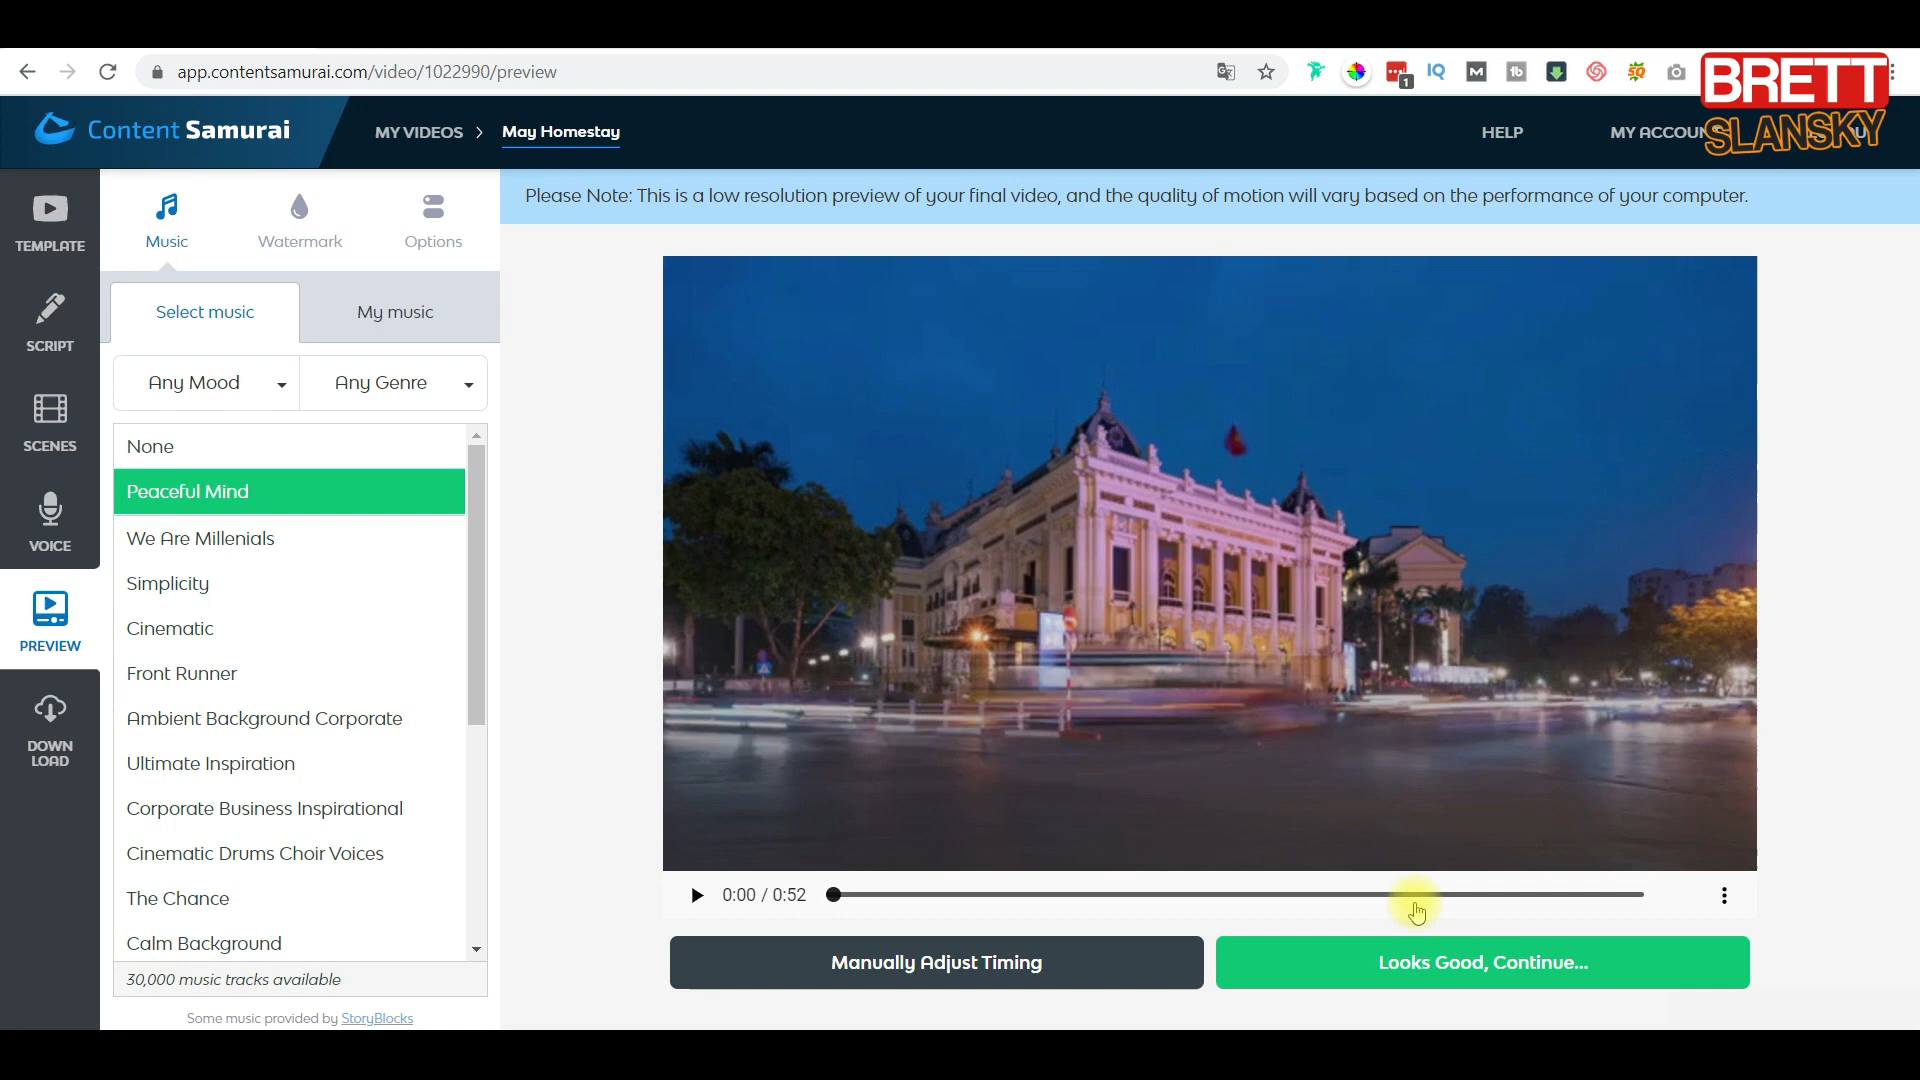 app.contentsamurai.com/video/1022990/preview
1
IQ
M
BRETT
SLANSKY
Content Samurai
MY VIDEOS
May Homestay
HELP
Please Note: This is a low resolution preview of your final video, and the quality of motion will vary based on the performance of your computer.
TEMPLATE
SCRIPT
SCENES
VOICE
PREVIEW
DOWN
LOAD
Music
Watermark
Options
Select music
My music
Any Mood
Any Genre
None
Peaceful Mind
We Are Millenials
Simplicity
Cinematic
Front Runner
Ambient Background Corporate
Ultimate Inspiration
Corporate Business Inspirational
Cinematic Drums Choir Voices
The Chance
Calm Background
30,000 music tracks available
Some music provided by StoryBlocks
0:00 / 0:52
Manually Adjust Timing
Looks Good, Continue...